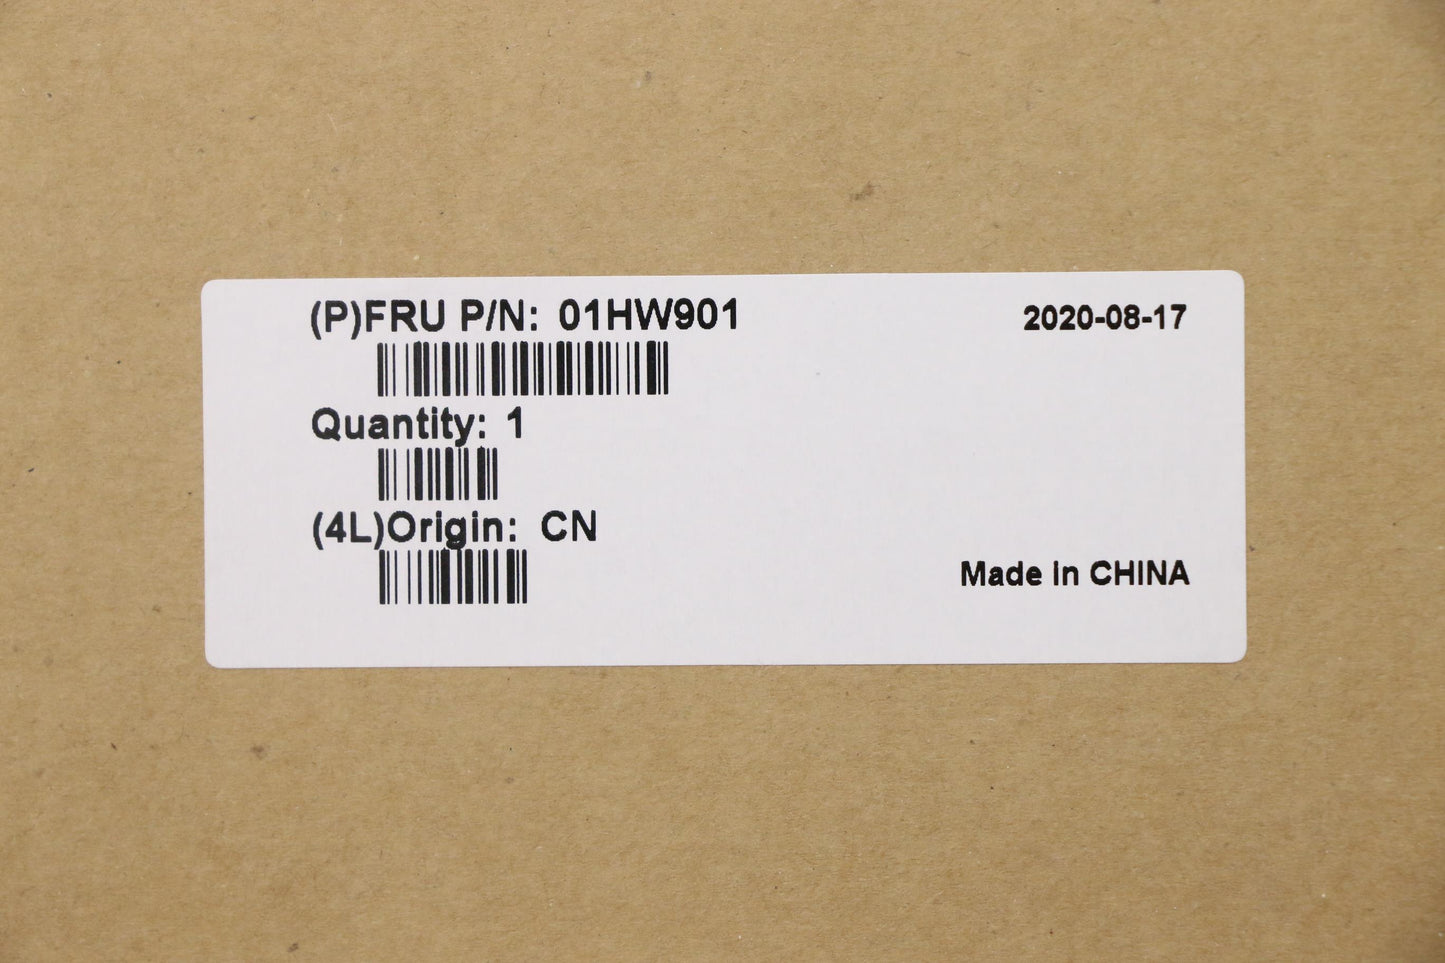 (P)FRU P/N: 01HW901 2020-08-17
Quantity: 1
(4L)Origin: CN
Made in CHINA